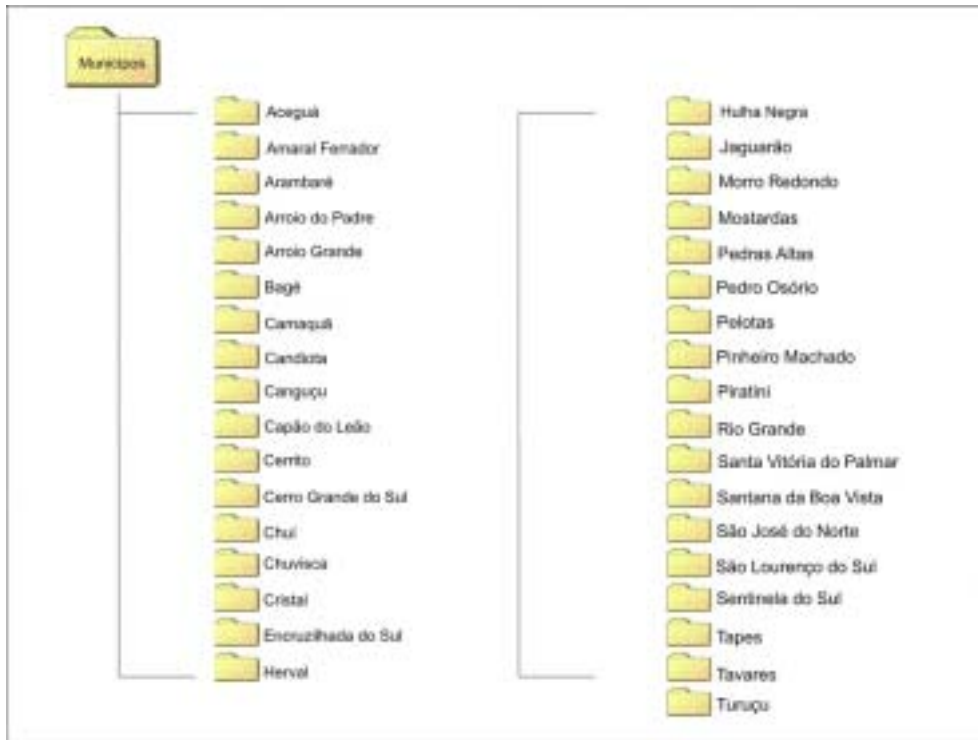 Municipos
Aceguá
Amaral Ferrador
Arambaré
Arroio do Padre
Arroio Grande
Bagé
Camaquã
Candiota
Canguçu
Capão do Leão
Cerrito
Cerro Grande do Sul
Chuí
Chuvisca
Cristal
Encruzilhada do Sul
Herval
Hulha Negra
Jaguarão
Morro Redondo
Mostardas
Pedras Altas
Pedro Osório
Pelotas
Pinheiro Machado
Piratini
Rio Grande
Santa Vitória do Palmar
Santana da Boa Vista
São José do Norte
São Lourenço do Sul
Sentinela do Sul
Tapes
Tavares
Turuçu